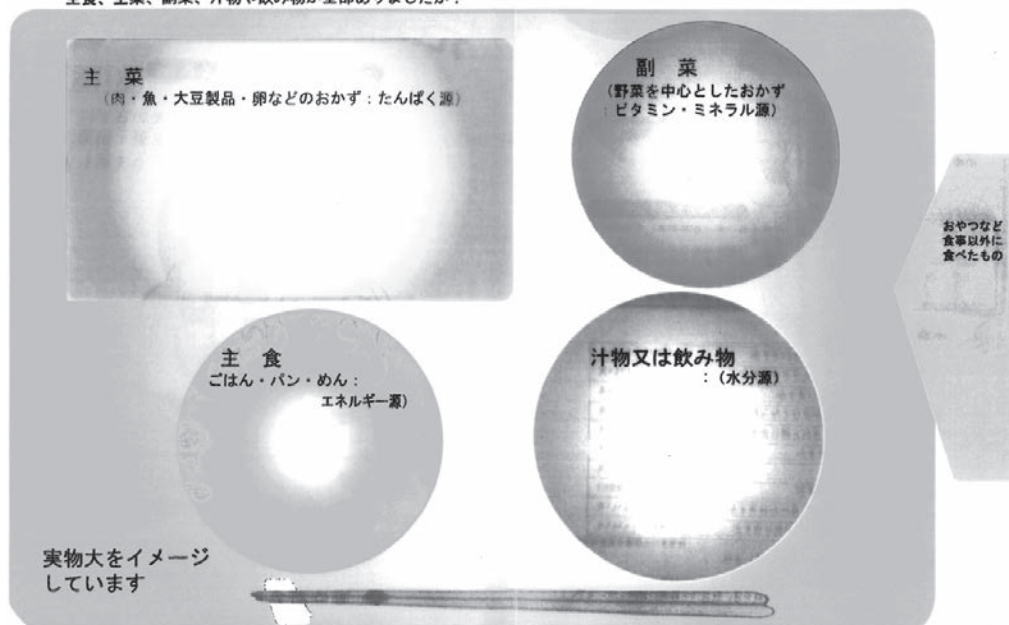 主食、主菜、副菜、汁物や飲み物が全部ありましたか？
主　菜
（肉・魚・大豆製品・卵などのおかず：たんぱく源）
副　菜
（野菜を中心としたおかず
：ビタミン・ミネラル源）
おやつなど
食事以外に
食べたもの
主　食
ごはん・パン・めん：
エネルギー源）
汁物又は飲み物
：（水分源）
実物大をイメージ
しています